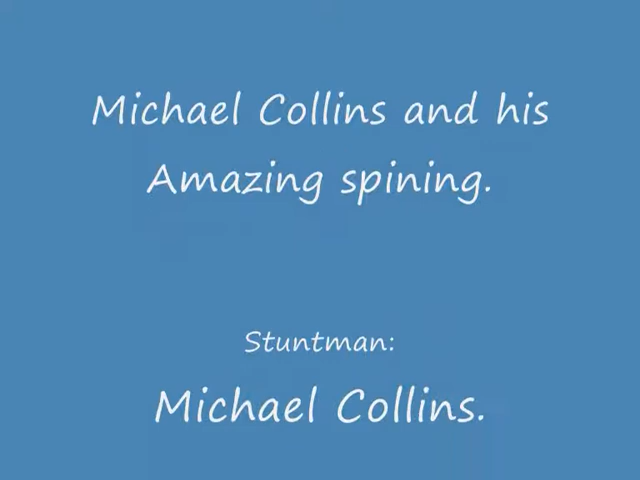 Michael Collins and his
Amazing spining.
Stuntman:
Michael Collins.